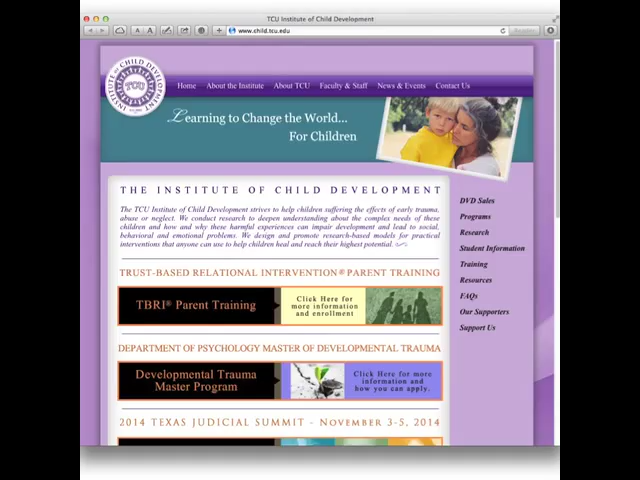 TCU Institute of Child Development
www.child.tcu.edu
Reader
INSTITUTE OF CHILD DEVELOPMENT
TCU
Home About the Institute About TCU Faculty & Staff News & Events Contact Us
Learning to Change the World...
For Children
THE INSTITUTE OF CHILD DEVELOPMENT
The TCU Institute of Child Development strives to help children suffering the effects of early trauma,
abuse or neglect. We conduct research to deepen understanding about the complex needs of these
children and how and why these harmful experiences can impair development and lead to social,
behavioral and emotional problems. We design and promote research-based models for practical
interventions that anyone can use to help children heal and reach their highest potential.
TRUST-BASED RELATIONAL INTERVENTION® PARENT TRAINING
TBRI® Parent Training
Click Here for
more information
and enrollment
DEPARTMENT OF PSYCHOLOGY MASTER OF DEVELOPMENTAL TRAUMA
Developmental Trauma
Master Program
Click Here for more
information and
how you can apply.
2014 TEXAS JUDICIAL SUMMIT - NOVEMBER 3-5, 2014
DVD Sales
Programs
Research
Student Information
Training
Resources
FAQs
Our Supporters
Support Us